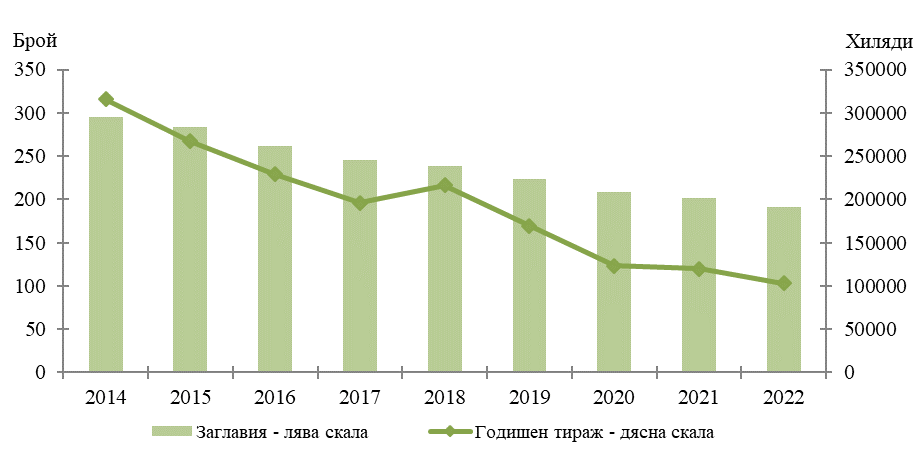 Брой Хиляди
350 350000
300 300000
250 250000
200 200000
150 150000
100 100000
50 50000
0 0
2014 2015 2016 2017 2018 2019 2020 2021 2022
Заглавия - лява скала Годишен тираж - дясна скала